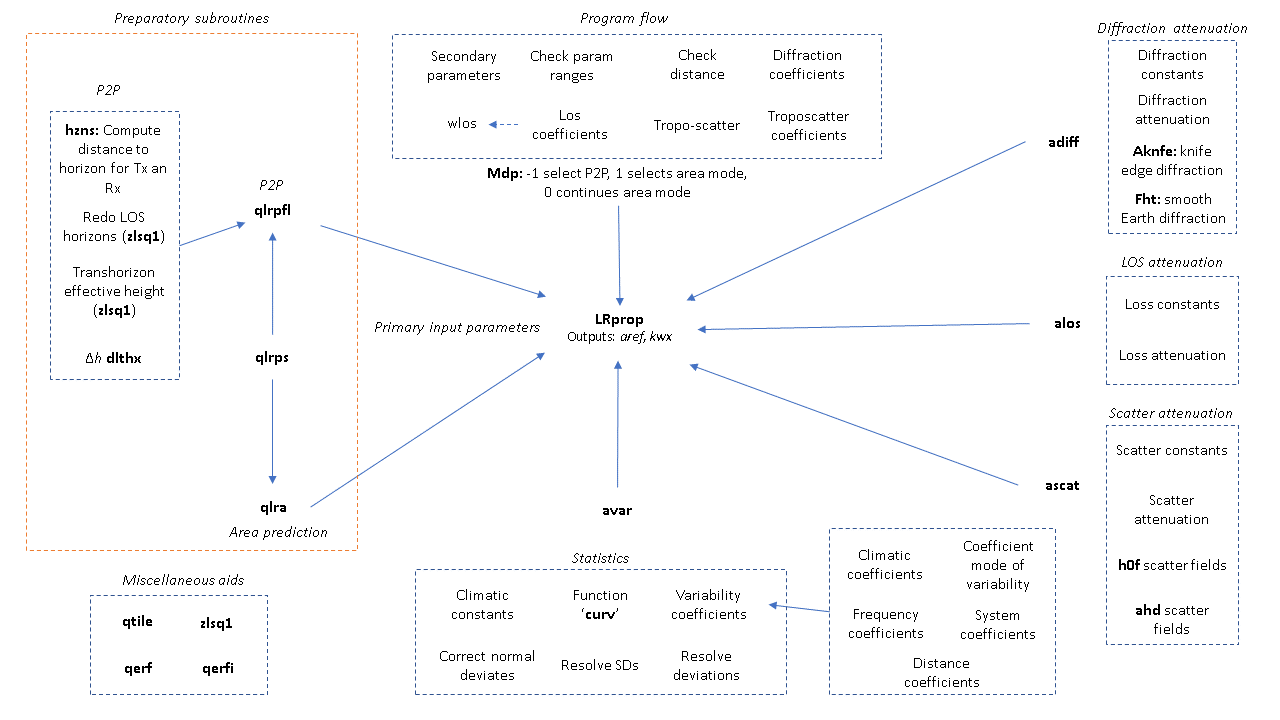 Preparatory subroutines
P2P
hzns: Compute
distance to
horizon for Tx an
Rx
Redo LOS
horizons (zlsq1)
Transhorizon
effective height
(zlsq1)
Δh dlthx
P2P
qlrpfl
qlrps
qlra
Area prediction
Miscellaneous aids
qtile
zlsq1
qerf
qerfi
Program flow
Secondary
parameters
Check param
ranges
Check
distance
Diffraction
coefficients
wlos
Los
coefficients
Tropo-scatter
Troposcatter
coefficients
Mdp: -1 select P2P, 1 selects area mode,
0 continues area mode
Primary input parameters
LRprop
Outputs: aref, kwx
avar
Statistics
Climatic
constants
Function
‘curv’
Variability
coefficients
Correct normal
deviates
Resolve SDs
Resolve
deviations
Climatic
coefficients
Coefficient
mode of
variability
Frequency
coefficients
System
coefficients
Distance
coefficients
adiff
alos
ascat
Diffraction attenuation
Diffraction
constants
Diffraction
attenuation
Aknfe: knife
edge diffraction
Fht: smooth
Earth diffraction
LOS attenuation
Loss constants
Loss attenuation
Scatter attenuation
Scatter constants
Scatter
attenuation
h0f scatter fields
ahd scatter
fields